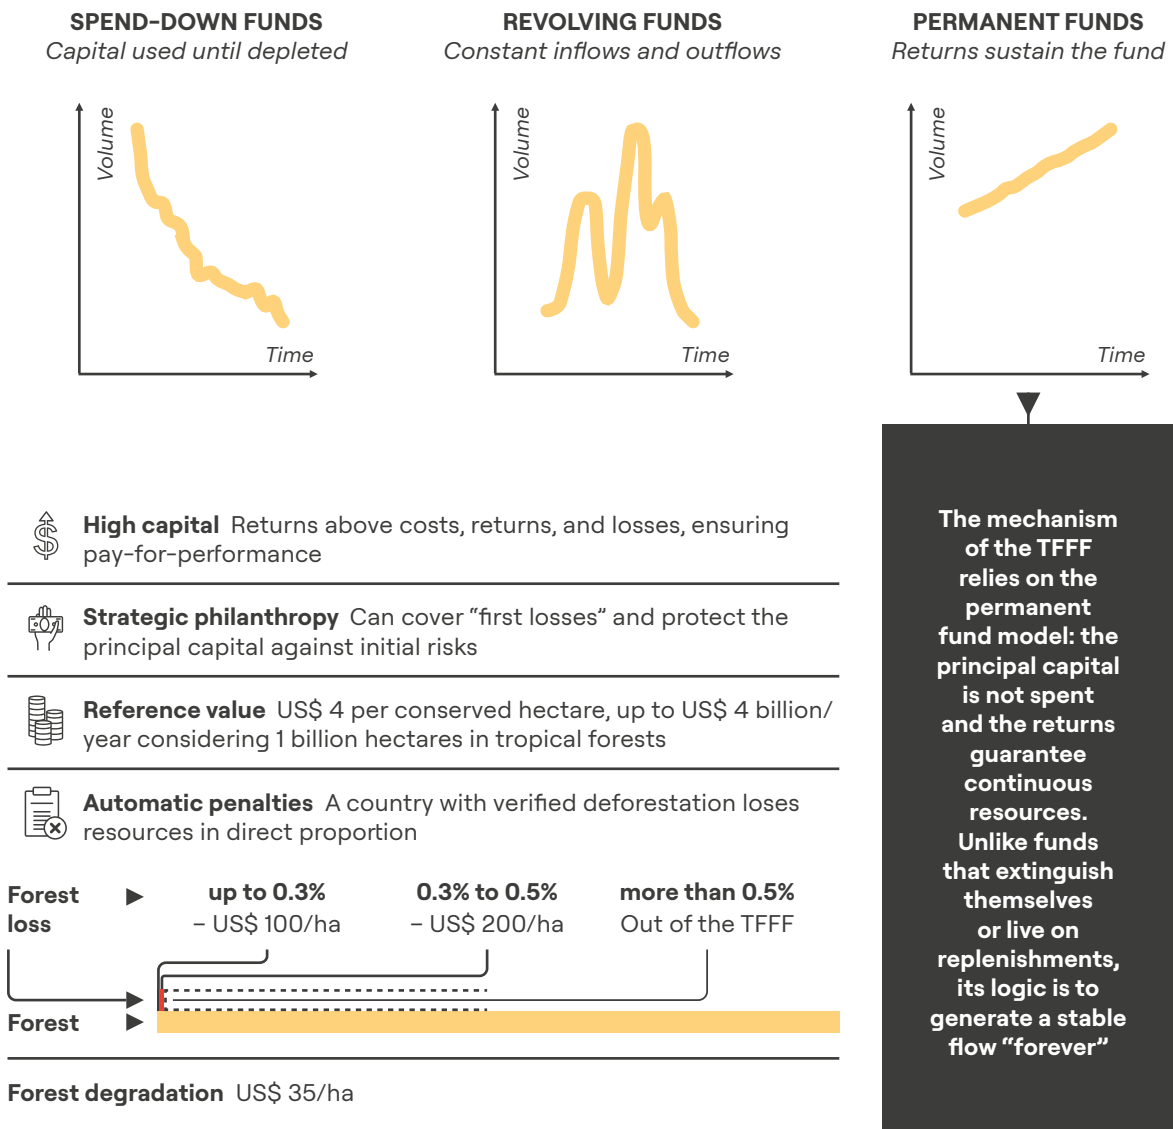 SPEND-DOWN FUNDS
Capital used until depleted
Volume
Time
REVOLVING FUNDS
Constant inflows and outflows
Volume
Time
PERMANENT FUNDS
Returns sustain the fund
Volume
Time
High capital Returns above costs, returns, and losses, ensuring
pay-for-performance
Strategic philanthropy Can cover “first losses” and protect the
principal capital against initial risks
Reference value US$ 4 per conserved hectare, up to US$ 4 billion/
year considering 1 billion hectares in tropical forests
Automatic penalties A country with verified deforestation loses
resources in direct proportion
Forest
loss
up to 0.3%
– US$ 100/ha
0.3% to 0.5%
– US$ 200/ha
more than 0.5%
Out of the TFFF
Forest
Forest degradation US$ 35/ha
The mechanism
of the TFFF
relies on the
permanent
fund model: the
principal capital
is not spent
and the returns
guarantee
continuous
resources.
Unlike funds
that extinguish
themselves
or live on
replenishments,
its logic is to
generate a stable
flow “forever”